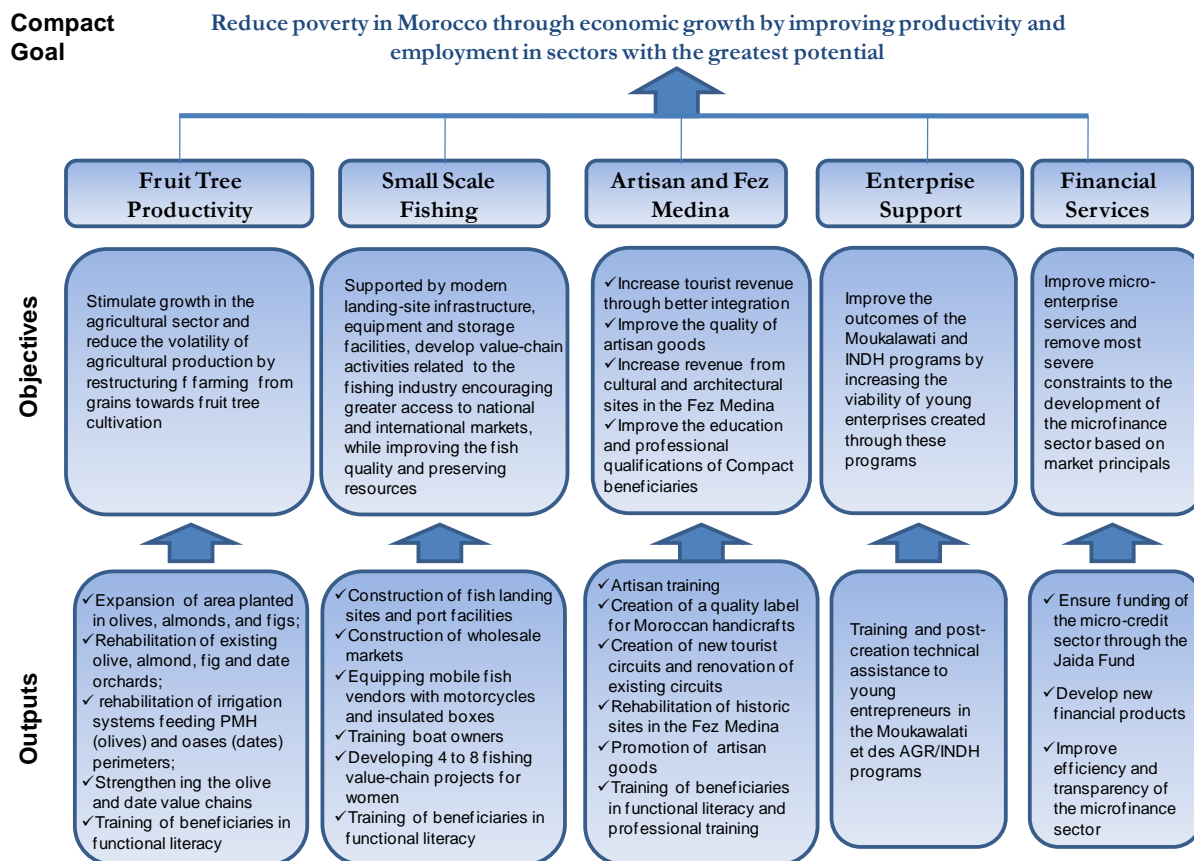 Compact
Goal
Reduce poverty in Morocco through economic growth by improving productivity and
employment in sectors with the greatest potential
Fruit Tree
Productivity
Small Scale
Fishing
Artisan and Fez
Medina
Enterprise
Support
Financial
Services
Objectives
Stimulate growth in the
agricultural sector and
reduce the volatility of
agricultural production by
restructuring f farming from
grains towards fruit tree
cultivation
Supported by modern
landing-site infrastructure,
equipment and storage
facilities, develop value-chain
activities related to the
fishing industry encouraging
greater access to national
and international markets,
while improving the fish
quality and preserving
resources
✓Increase tourist revenue
through better integration
✓Improve the quality of
artisan goods
✓Increase revenue from
cultural and architectural
sites in the Fez Medina
✓Improve the education
and professional
qualifications of Compact
beneficiaries
Improve the
outcomes of the
Moukalawati and
INDH programs by
increasing the
viability of young
enterprises created
through these
programs
Improve micro-
enterprise
services and
remove most
severe
constraints to the
development of
the microfinance
sector based on
market principals
Outputs
✓Expansion of area planted
in olives, almonds, and figs;
✓Rehabilitation of existing
olive, almond, fig and date
orchards;
✓ rehabilitation of irrigation
systems feeding PMH
(olives) and oases (dates)
perimeters;
✓Strengthen ing the olive
and date value chains
✓Training of beneficiaries in
functional literacy
✓Construction of fish landing
sites and port facilities
✓Construction of wholesale
markets
✓Equipping mobile fish
vendors with motorcycles
and insulated boxes
✓Training boat owners
✓Developing 4 to 8 fishing
value-chain projects for
women
✓Training of beneficiaries in
functional literacy
✓Artisan training
✓Creation of a quality label
for Moroccan handicrafts
✓Creation of new tourist
circuits and renovation of
existing circuits
✓Rehabilitation of historic
sites in the Fez Medina
✓Promotion of artisan
goods
✓Training of beneficiaries
in functional literacy and
professional training
Training and post-
creation technical
assistance to
young
entrepreneurs in
the Moukawalati
et des AGR/INDH
programs
✓ Ensure funding of
the micro-credit
sector through the
Jaida Fund
✓ Develop new
financial products
✓ Improve
efficiency and
transparency of
the microfinance
sector